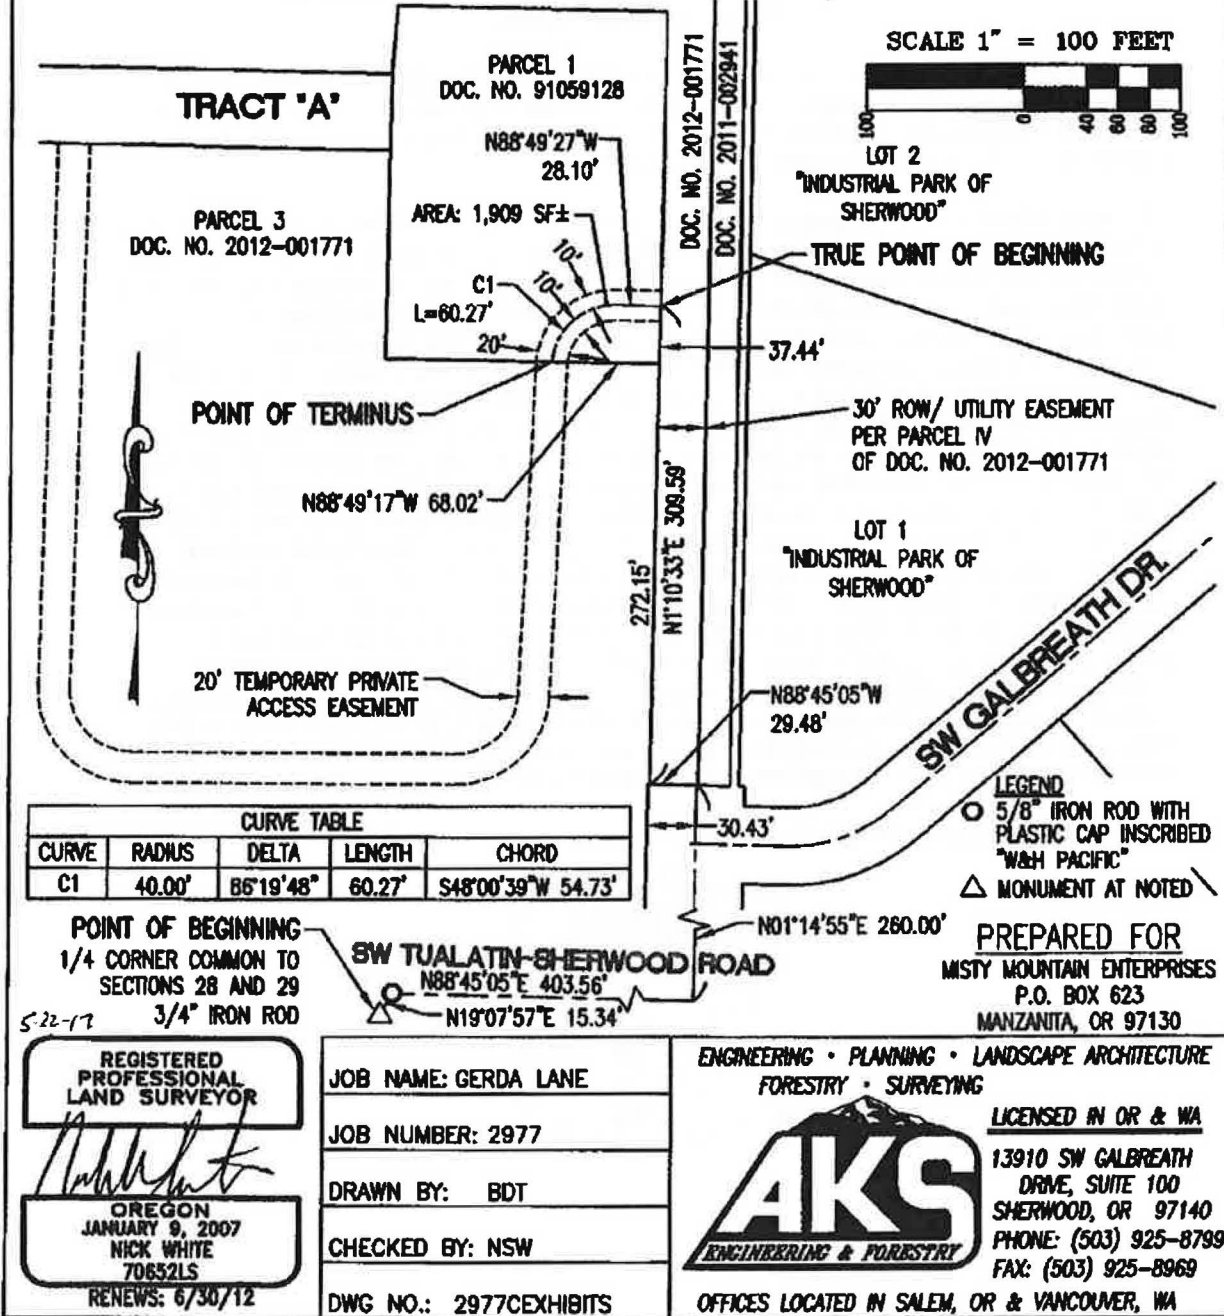 SCALE 1" = 100 FEET
100 0 40 60 80 100
PARCEL 1
DOC. NO. 91059128
TRACT "A"
N88°49'27"W
28.10'
AREA: 1,909 SF±
PARCEL 3
DOC. NO. 2012-001771
10'
10'
C1
L=60.27'
20'
DOC. NO. 2012-001771
DOC. NO. 2011-002941
LOT 2
"INDUSTRIAL PARK OF
SHERWOOD"
TRUE POINT OF BEGINNING
37.44'
POINT OF TERMINUS
30' ROW/ UTILITY EASEMENT
PER PARCEL IV
OF DOC. NO. 2012-001771
N88°49'17"W 68.02'
272.15'
N1°10'33"E 309.59'
LOT 1
"INDUSTRIAL PARK OF
SHERWOOD"
SW GALBREATH DR.
20' TEMPORARY PRIVATE
ACCESS EASEMENT
N88°45'05"W
29.48'
30.43'
LEGEND
5/8" IRON ROD WITH
PLASTIC CAP INSCRIBED
"W&H PACIFIC"
MONUMENT AT NOTED
CURVE TABLE
CURVE RADIUS DELTA LENGTH CHORD
C1 40.00' 86°19'48" 60.27' S48°00'39"W 54.73'
POINT OF BEGINNING
1/4 CORNER COMMON TO
SECTIONS 28 AND 29
3/4" IRON ROD
N01°14'55"E 260.00'
SW TUALATIN-SHERWOOD ROAD
N88°45'05"E 403.56'
N19°07'57"E 15.34'
PREPARED FOR
MISTY MOUNTAIN ENTERPRISES
P.O. BOX 623
MANZANITA, OR 97130
5-22-12
REGISTERED
PROFESSIONAL
LAND SURVEYOR
OREGON
JANUARY 9, 2007
NICK WHITE
70652LS
RENEWS: 6/30/12
JOB NAME: GERDA LANE
JOB NUMBER: 2977
DRAWN BY: BDT
CHECKED BY: NSW
DWG NO.: 2977CEXHIBITS
ENGINEERING • PLANNING • LANDSCAPE ARCHITECTURE
FORESTRY • SURVEYING
AKS
ENGINEERING & FORESTRY
LICENSED IN OR & WA
13910 SW GALBREATH
DRIVE, SUITE 100
SHERWOOD, OR 97140
PHONE: (503) 925-8799
FAX: (503) 925-8969
OFFICES LOCATED IN SALEM, OR & VANCOUVER, WA